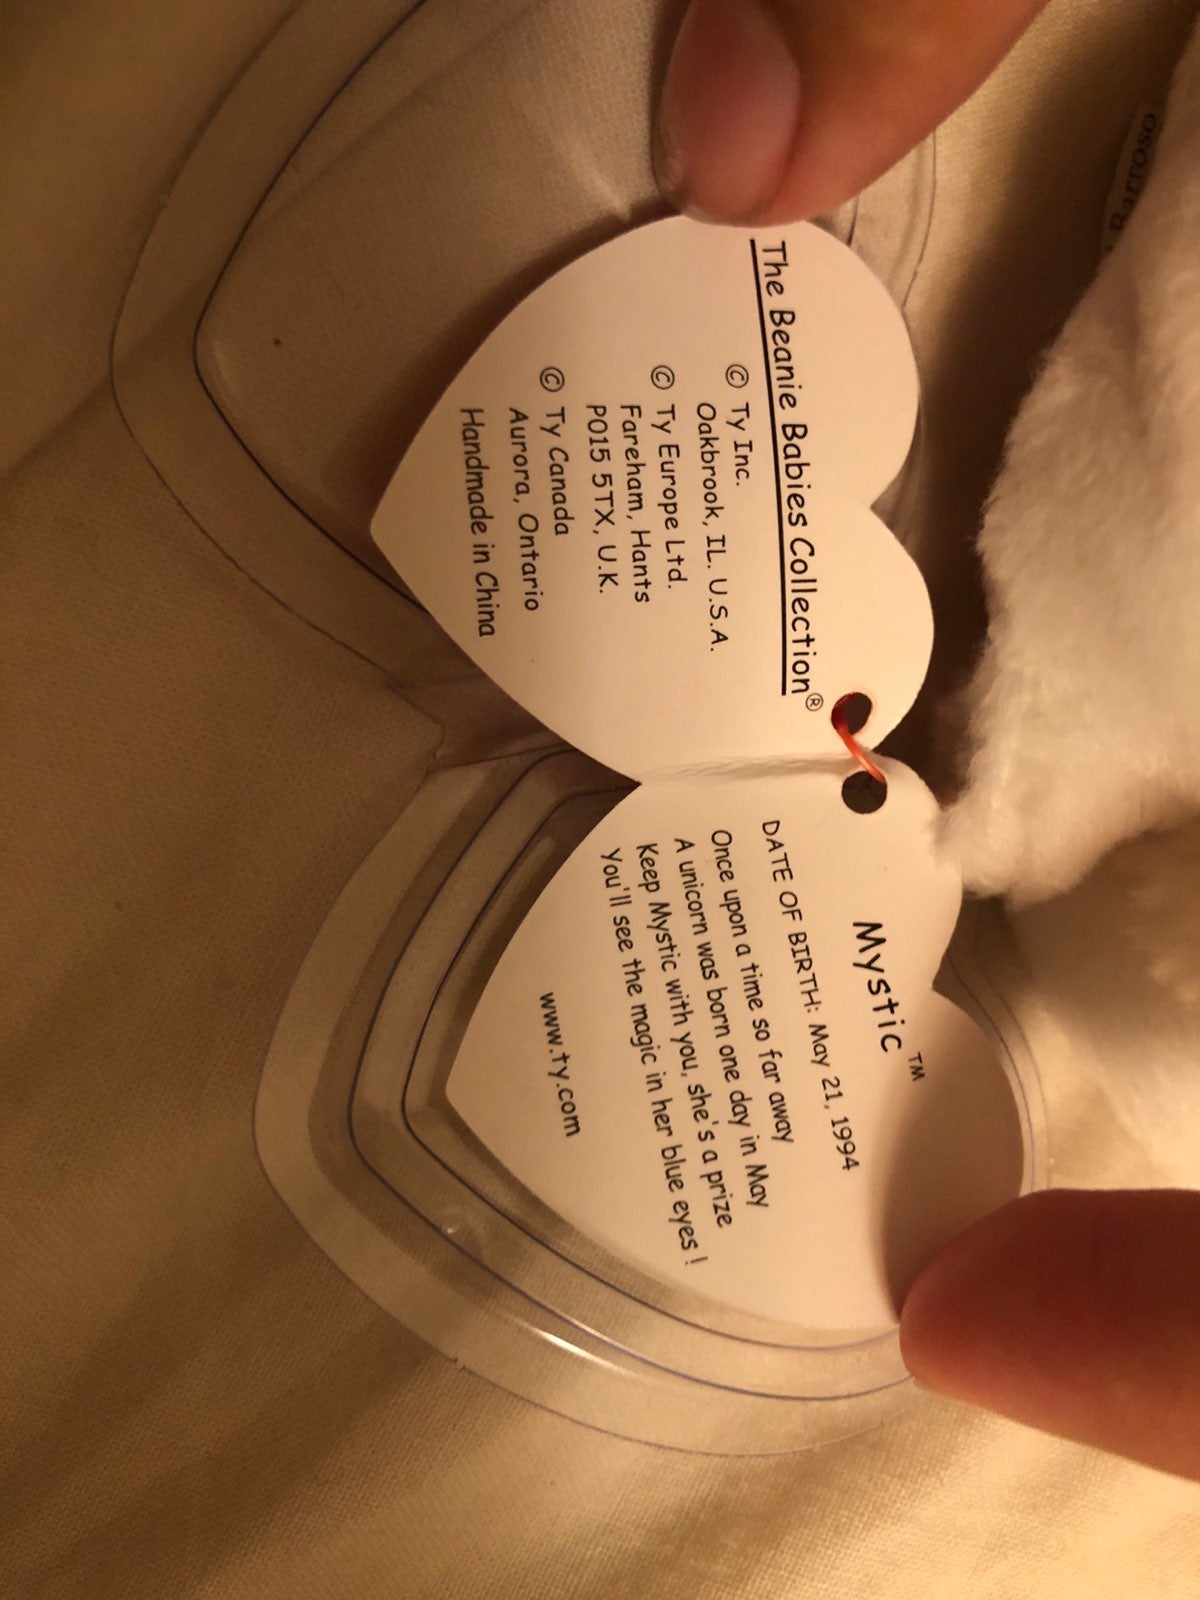 The Beanie Babies Collection®
© Ty Inc.
Oakbrook, IL. U.S.A.
© Ty Europe Ltd.
Fareham, Hants
P015 5TX, U.K.
© Ty Canada
Aurora, Ontario
Handmade in China
Mystic™
DATE OF BIRTH: May 21, 1994
Once upon a time so far away
A unicorn was born one day in May
Keep Mystic with you, she's a prize
You'll see the magic in her blue eyes !
www.ty.com
Barroso